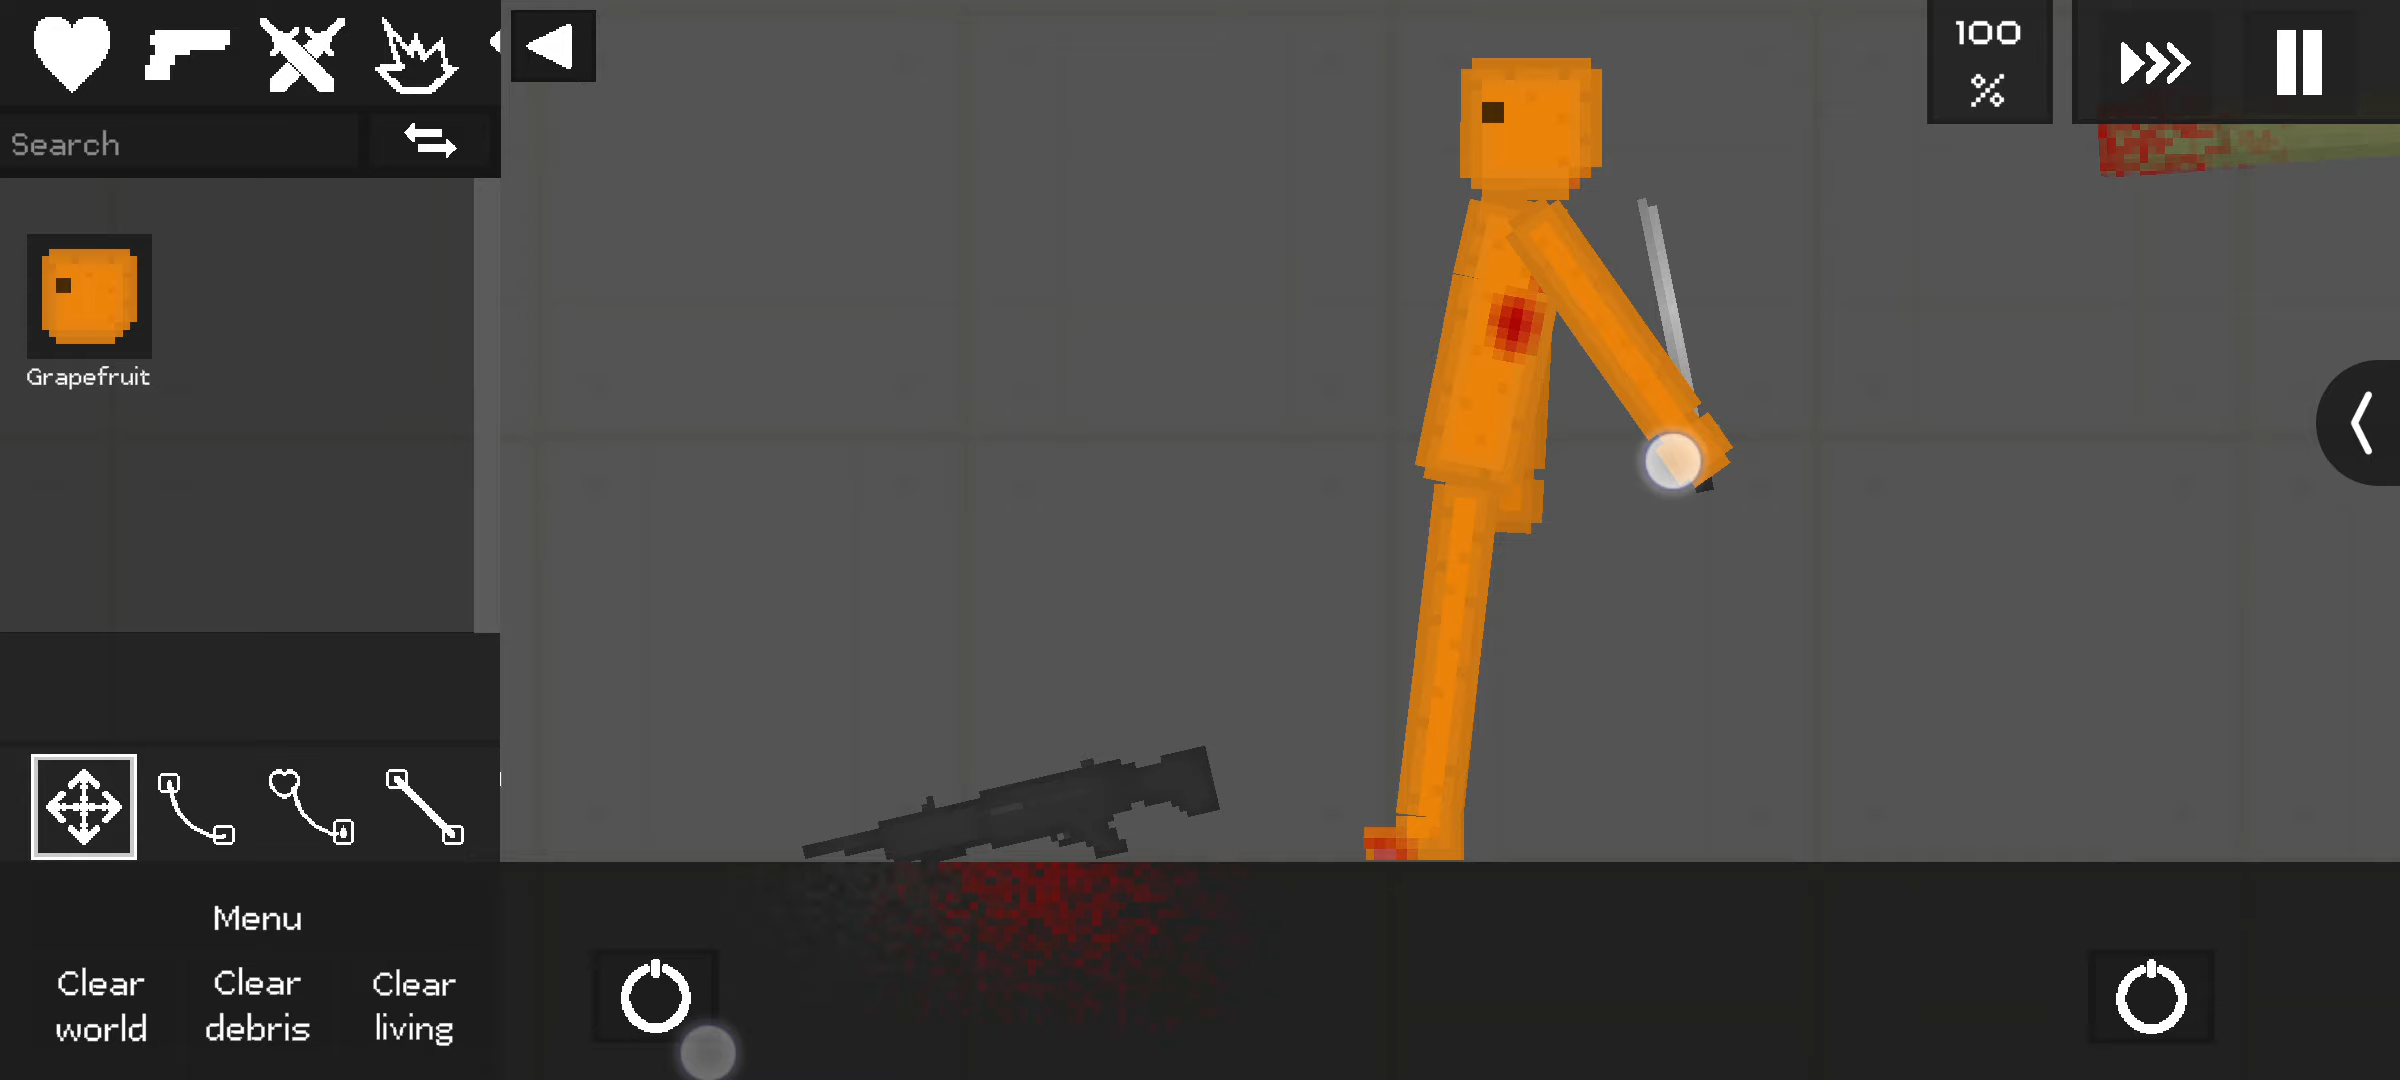 100
%
Search
Grapefruit
Menu
Clear
world
Clear
debris
Clear
living